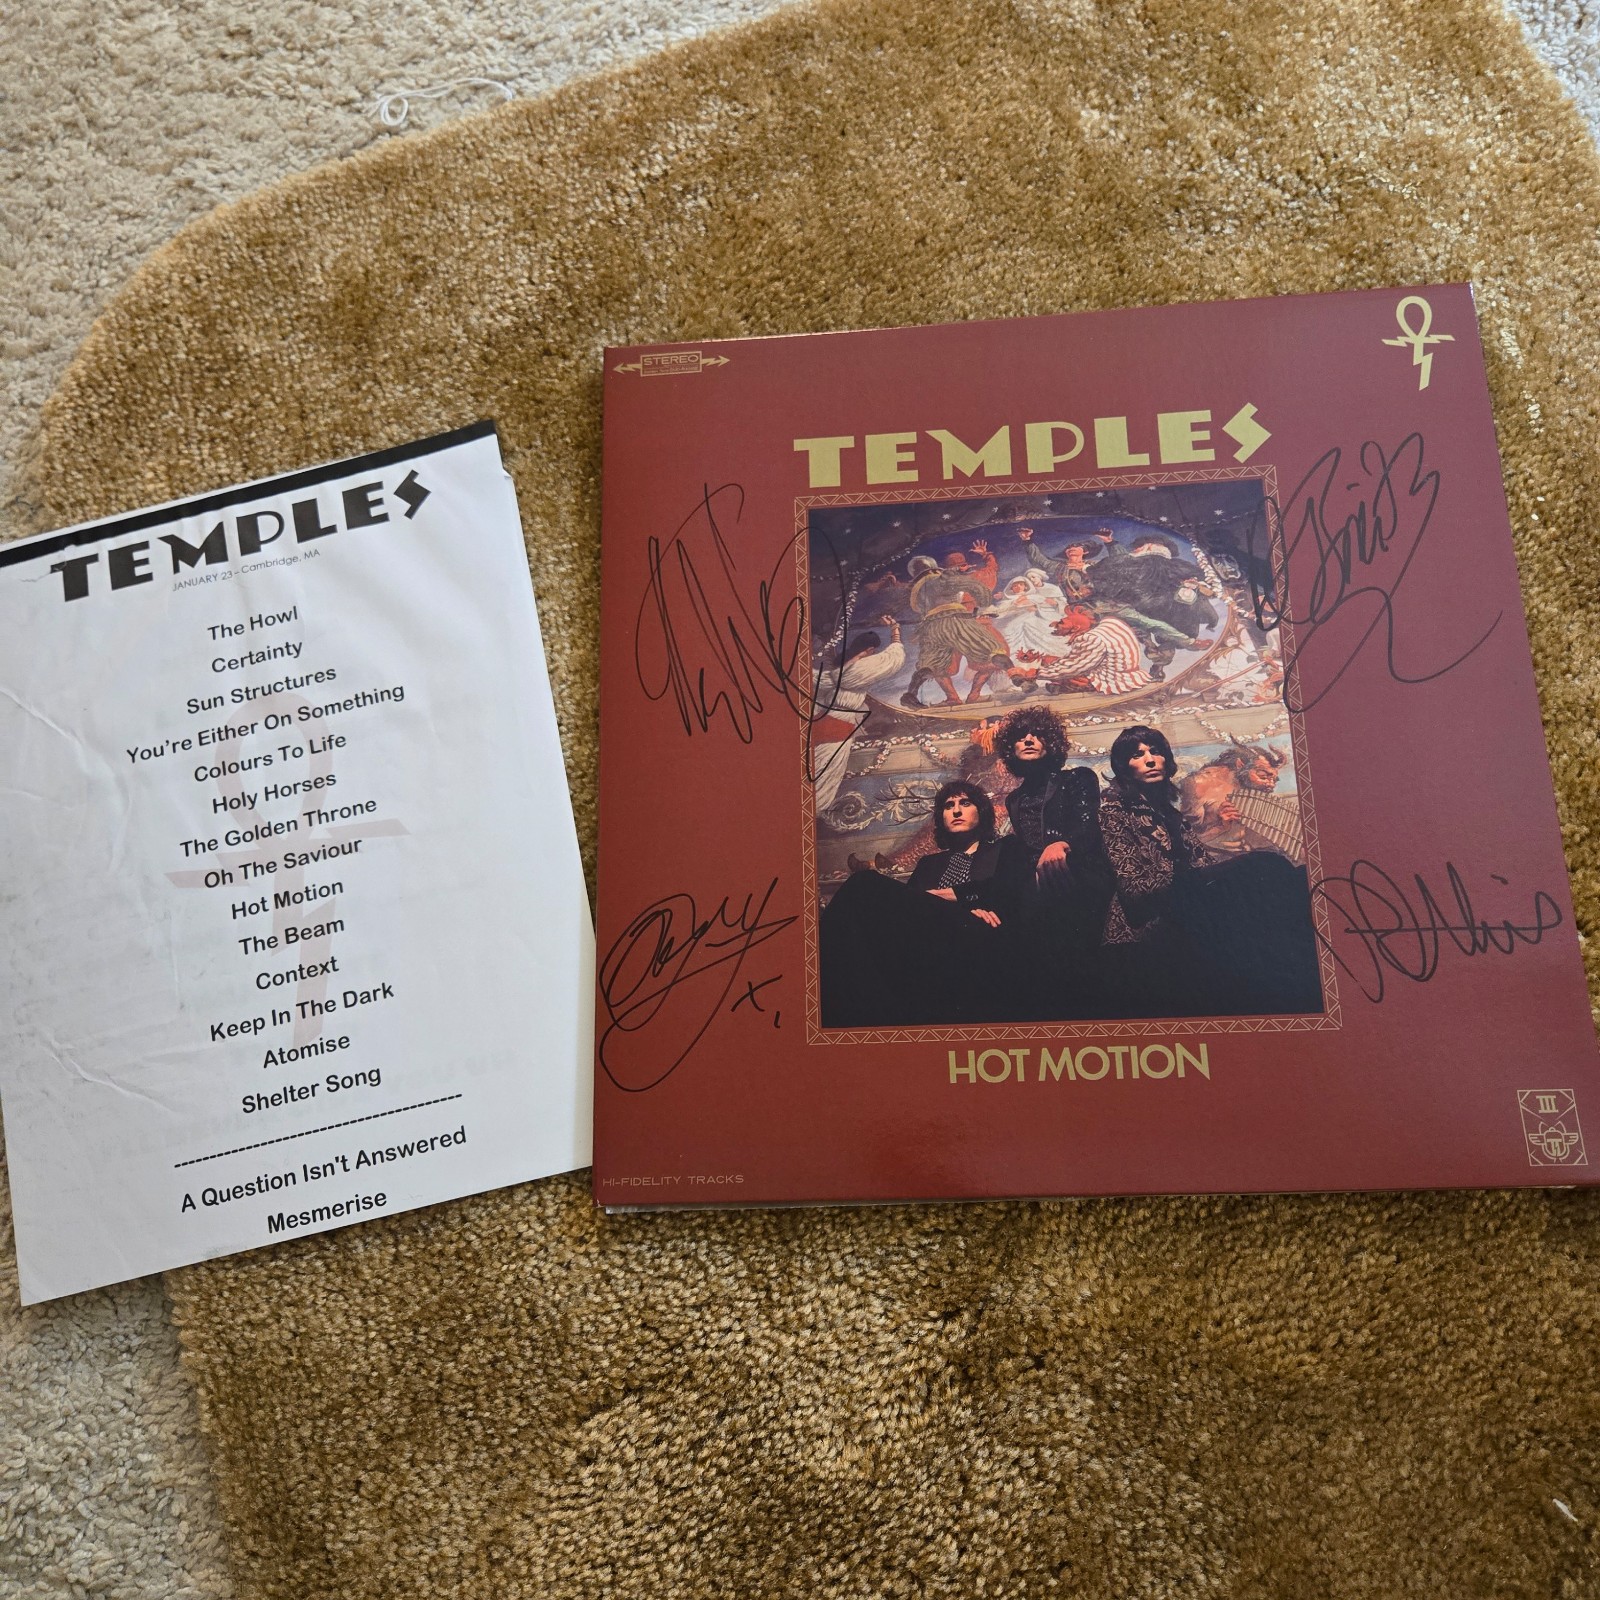 TEMPLES
JANUARY 23 – Cambridge, MA
The Howl
Certainty
Sun Structures
You're Either On Something
Colours To Life
Holy Horses
The Golden Throne
Oh The Saviour
Hot Motion
The Beam
Context
Keep In The Dark
Atomise
Shelter Song
----------------------------------
A Question Isn't Answered
Mesmerise
STEREO
TEMPLES
HOT MOTION
III
HI-FIDELITY TRACKS